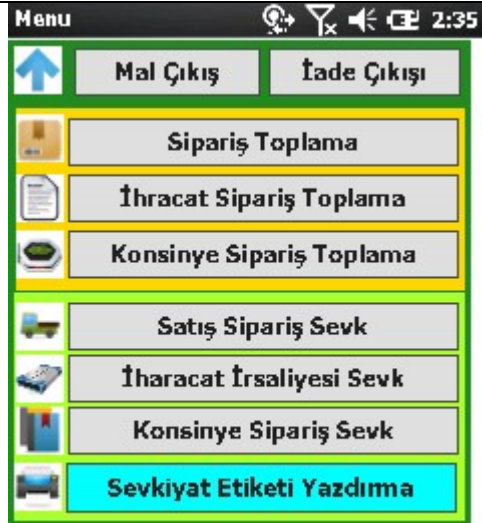 Menu 2:35
Mal Çıkış İade Çıkışı
Sipariş Toplama
İhracat Sipariş Toplama
Konsinye Sipariş Toplama
Satış Sipariş Sevk
İharacat İrsaliyesi Sevk
Konsinye Sipariş Sevk
Sevkiyat Etiketi Yazdırma